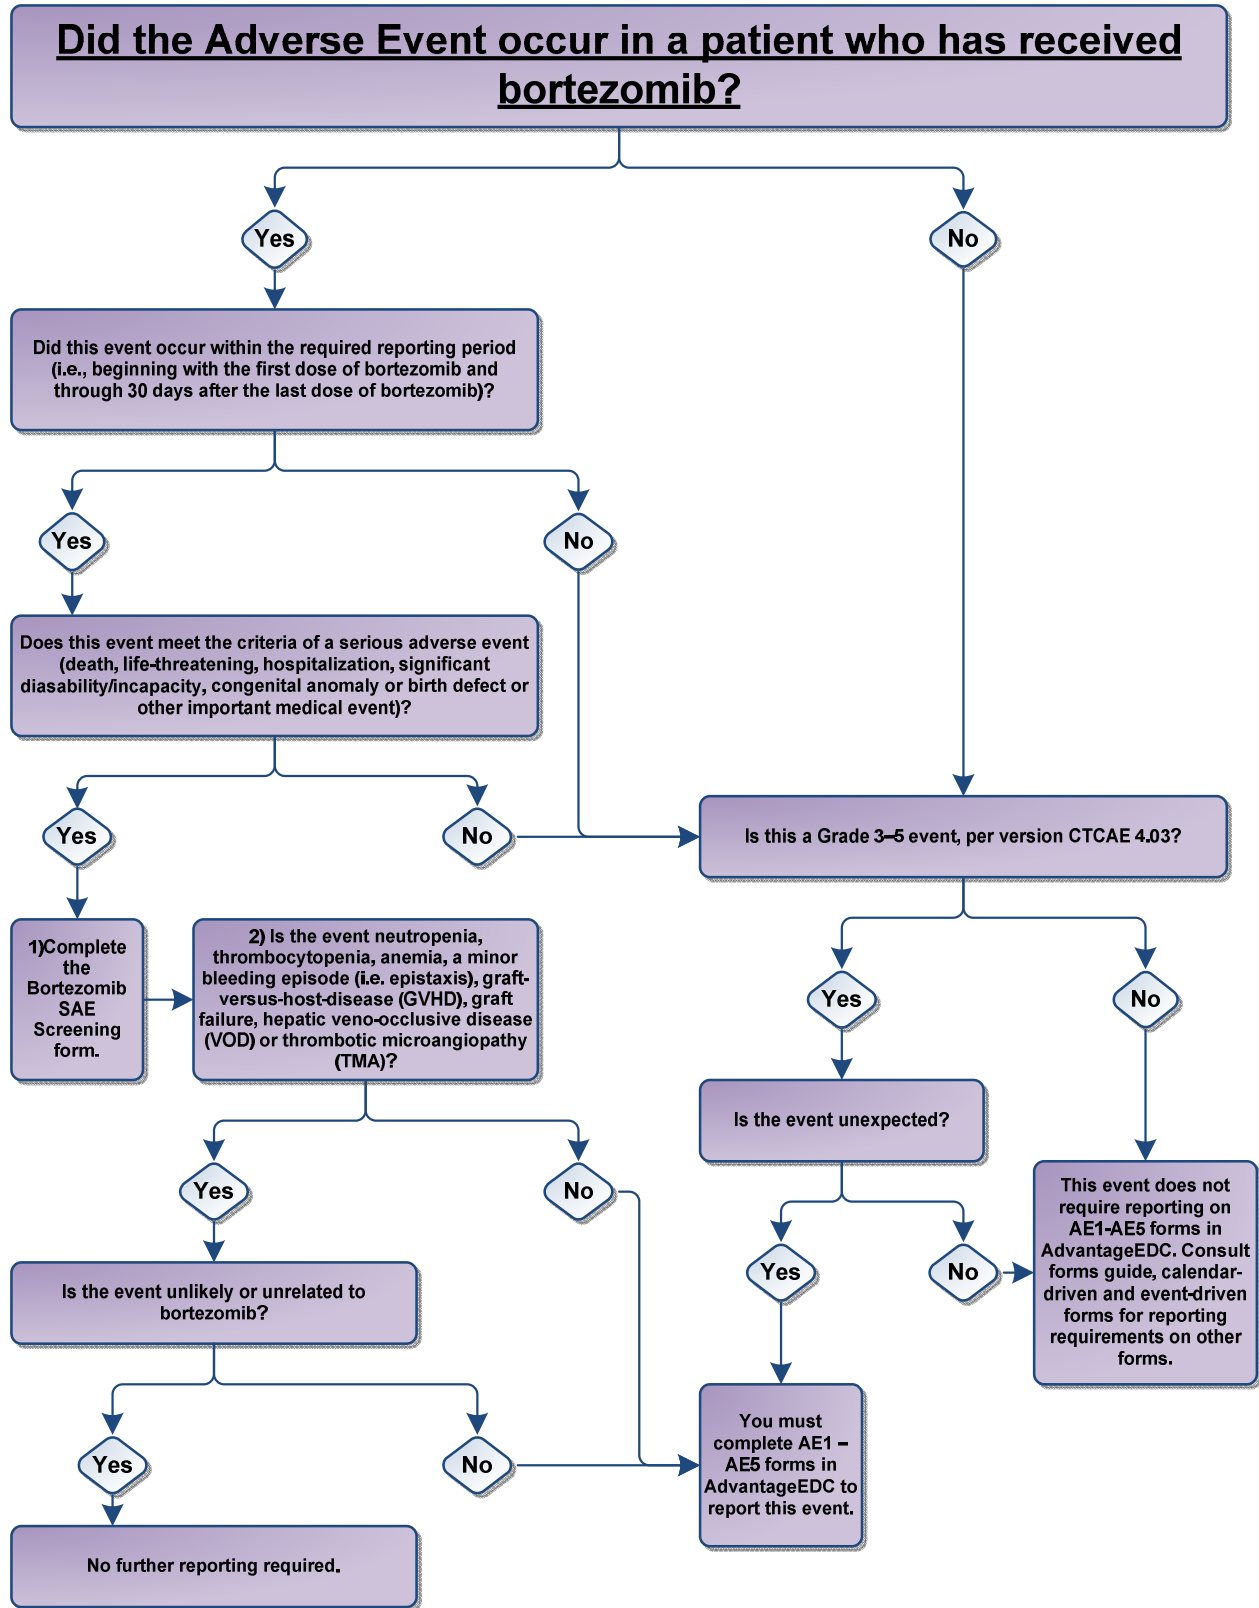 Did the Adverse Event occur in a patient who has received
bortezomib?
Yes
No
Did this event occur within the required reporting period
(i.e., beginning with the first dose of bortezomib and
through 30 days after the last dose of bortezomib)?
Yes
No
Does this event meet the criteria of a serious adverse event
(death, life-threatening, hospitalization, significant
diasability/incapacity, congenital anomaly or birth defect or
other important medical event)?
Yes
No
Is this a Grade 3–5 event, per version CTCAE 4.03?
1)Complete
the
Bortezomib
SAE
Screening
form.
2) Is the event neutropenia,
thrombocytopenia, anemia, a minor
bleeding episode (i.e. epistaxis), graft-
versus-host-disease (GVHD), graft
failure, hepatic veno-occlusive disease
(VOD) or thrombotic microangiopathy
(TMA)?
Yes
No
Is the event unexpected?
Yes
No
Yes
No
This event does not
require reporting on
AE1-AE5 forms in
AdvantageEDC. Consult
forms guide, calendar-
driven and event-driven
forms for reporting
requirements on other
forms.
Is the event unlikely or unrelated to
bortezomib?
Yes
No
You must
complete AE1 –
AE5 forms in
AdvantageEDC to
report this event.
No further reporting required.